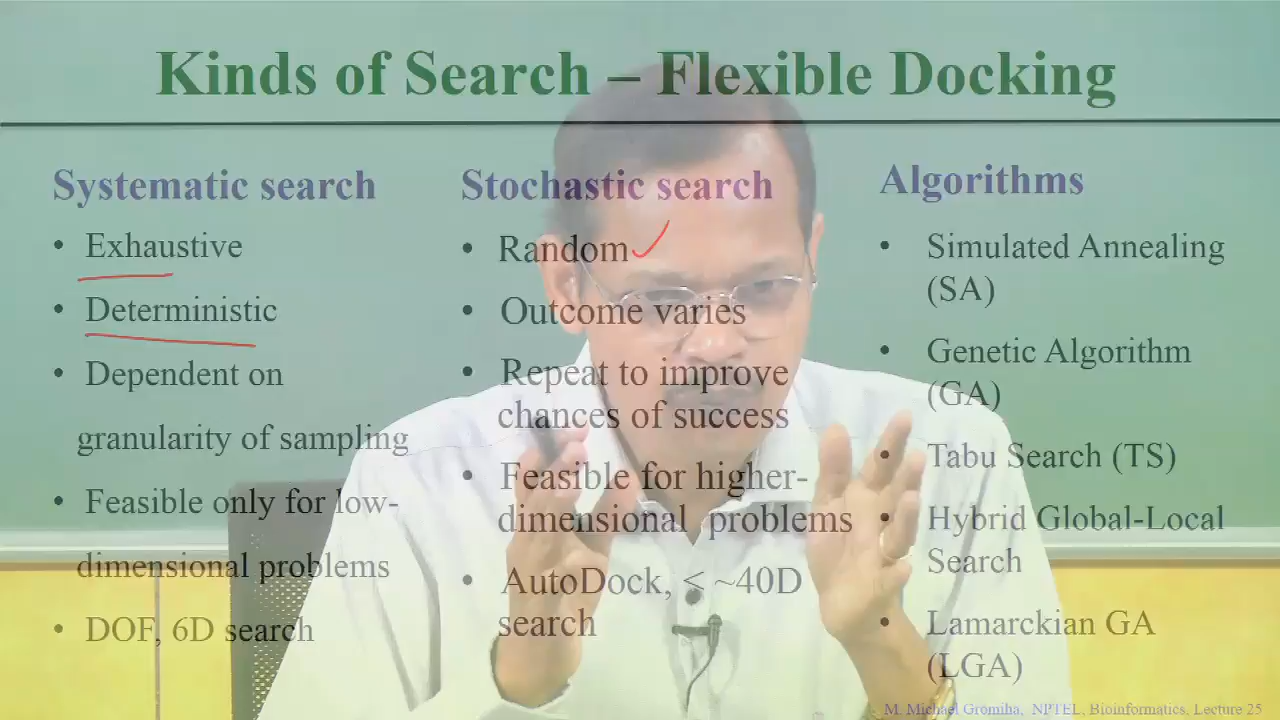 Kinds of Search – Flexible Docking
Systematic search
• Exhaustive
• Deterministic
• Dependent on
granularity of sampling
• Feasible only for low-
dimensional problems
• DOF, 6D search
Stochastic search
• Random
• Outcome varies
• Repeat to improve
chances of success
• Feasible for higher-
dimensional problems
• AutoDock, < ~40D
search
Algorithms
• Simulated Annealing
(SA)
• Genetic Algorithm
(GA)
• Tabu Search (TS)
• Hybrid Global-Local
Search
• Lamarckian GA
(LGA)
M. Michael Gromiha, NPTEL, Bioinformatics, Lecture 25